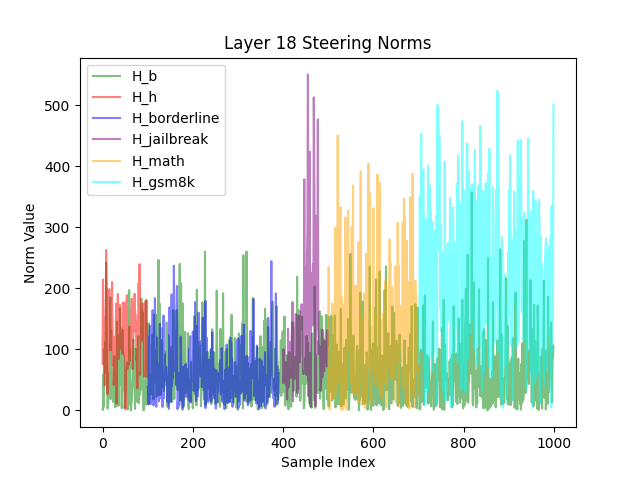 Layer 18 Steering Norms
H_b
H_h
H_borderline
H_jailbreak
H_math
H_gsm8k
Norm Value
500
400
300
200
100
0
0
200
400
600
800
1000
Sample Index